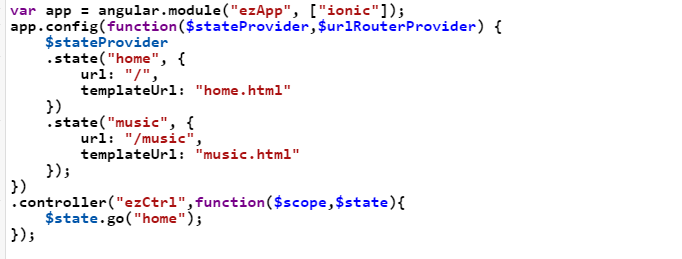 var app = angular.module("ezApp", ["ionic"]);
app.config(function($stateProvider,$urlRouterProvider) {
    $stateProvider
    .state("home", {
        url: "/",
        templateUrl: "home.html"
    })
    .state("music", {
        url: "/music",
        templateUrl: "music.html"
    });
})
.controller("ezCtrl",function($scope,$state){
    $state.go("home");
});